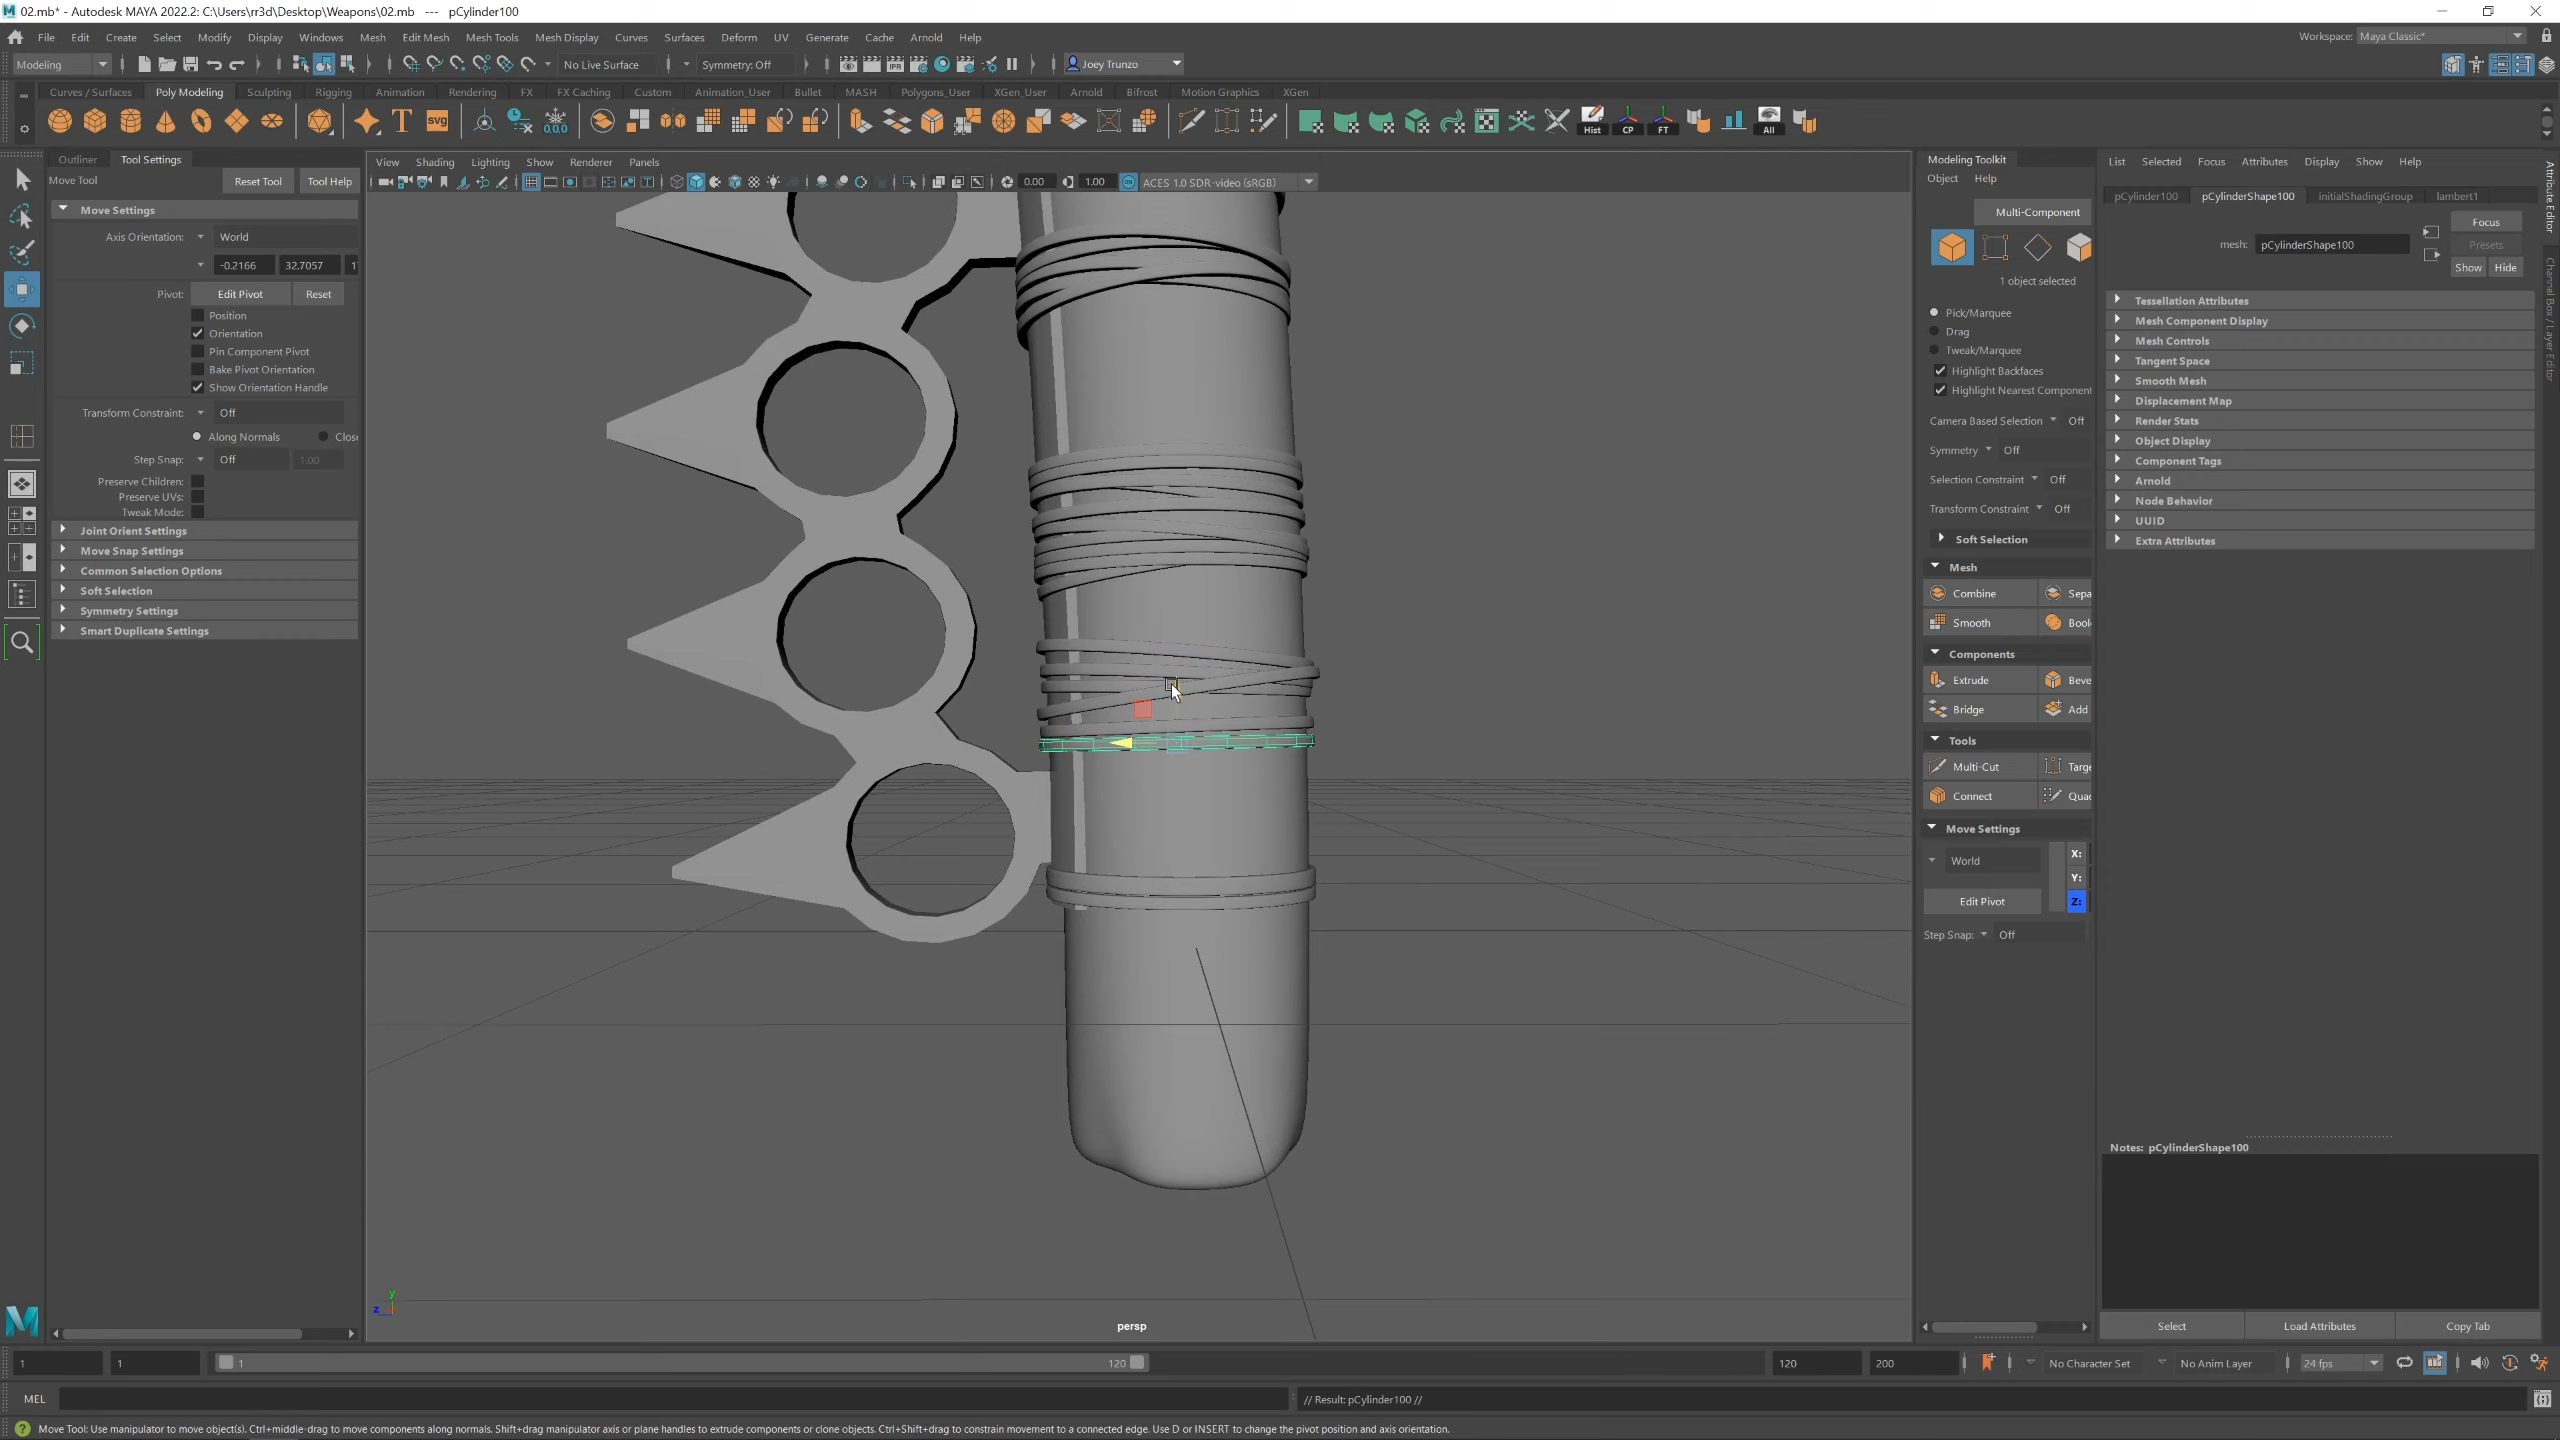 02.mb* - Autodesk MAYA 2022.2: C:\Users\rr3d\Desktop\Weapons\02.mb   ---   pCylinder100
File Edit Create Select Modify Display Windows Mesh Edit Mesh Mesh Tools Mesh Display Curves Surfaces Deform UV Generate Cache Arnold Help
Workspace: Maya Classic*
Modeling No Live Surface Symmetry: Off Joey Trunzo
Curves / Surfaces Poly Modeling Sculpting Rigging Animation Rendering FX FX Caching Custom Animation_User Bullet MASH Polygons_User XGen_User Arnold Bifrost Motion Graphics XGen
SVG 0,0,0 Hist CP FT All
Outliner Tool Settings
Move Tool Reset Tool Tool Help
Move Settings
Axis Orientation: World
-0.2166 32.7057
Pivot: Edit Pivot Reset
Position
Orientation
Pin Component Pivot
Bake Pivot Orientation
Show Orientation Handle
Transform Constraint: Off
Along Normals
Step Snap: Off 1.00
Preserve Children:
Preserve UVs:
Tweak Mode:
Joint Orient Settings
Move Snap Settings
Common Selection Options
Soft Selection
Symmetry Settings
Smart Duplicate Settings
View Shading Lighting Show Renderer Panels
0.00 1.00 ACES 1.0 SDR-video (sRGB)
y
z
persp
Modeling Toolkit
Object Help
Multi-Component
1 object selected
Pick/Marquee
Drag
Tweak/Marquee
Highlight Backfaces
Highlight Nearest Component
Camera Based Selection Off
Symmetry Off
Selection Constraint Off
Transform Constraint Off
Soft Selection
Mesh
Combine Sepa
Smooth Bool
Components
Extrude Beve
Bridge Add
Tools
Multi-Cut Targ
Connect Quad
Move Settings
World X:
Y:
Edit Pivot Z:
Step Snap: Off
List Selected Focus Attributes Display Show Help
pCylinder100 pCylinderShape100 initialShadingGroup lambert1
Focus
mesh: pCylinderShape100
Presets
Show Hide
Tessellation Attributes
Mesh Component Display
Mesh Controls
Tangent Space
Smooth Mesh
Displacement Map
Render Stats
Object Display
Component Tags
Arnold
Node Behavior
UUID
Extra Attributes
Notes: pCylinderShape100
Select Load Attributes Copy Tab
Attribute Editor
Channel Box / Layer Editor
1 1 1 120 120 200 No Character Set No Anim Layer 24 fps
MEL // Result: pCylinder100 //
Move Tool: Use manipulator to move object(s). Ctrl+middle-drag to move components along normals. Shift+drag manipulator axis or plane handles to extrude components or clone objects. Ctrl+Shift+drag to constrain movement to a connected edge. Use D or INSERT to change the pivot position and axis orientation.